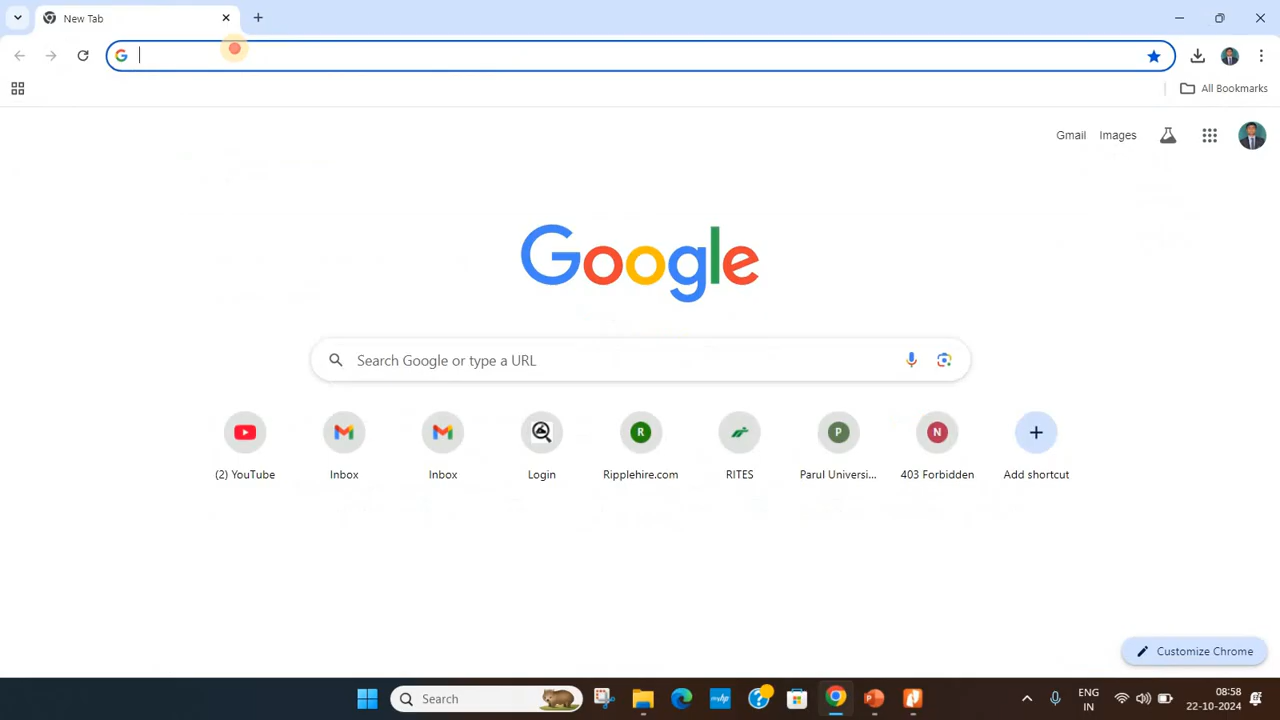 New Tab
All Bookmarks
Gmail
Images
Google
Search Google or type a URL
(2) YouTube
Inbox
Inbox
Login
Ripplehire.com
RITES
Parul Universi...
403 Forbidden
Add shortcut
R
P
N
Customize Chrome
Search
ENG
IN
08:58
22-10-2024